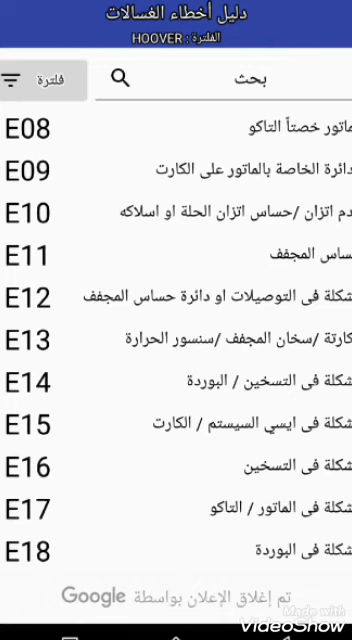 دليل أخطاء الغسالات
الفلترة : HOOVER
فلترة بحث
E08 ماتور خصتاً التاكو
E09 دائرة الخاصة بالماتور على الكارت
E10 دم اتزان /حساس اتزان الحلة او اسلاكه
E11 ساس المجفف
E12 شكلة فى التوصيلات او دائرة حساس المجفف
E13 كارتة /سخان المجفف /سنسور الحرارة
E14 شكلة فى التسخين / البوردة
E15 شكلة فى ايسي السيستم / الكارت
E16 شكلة فى التسخين
E17 شكلة فى الماتور / التاكو
E18 شكلة فى البوردة
تم إغلاق الإعلان بواسطة Google
Made with
VideoShow